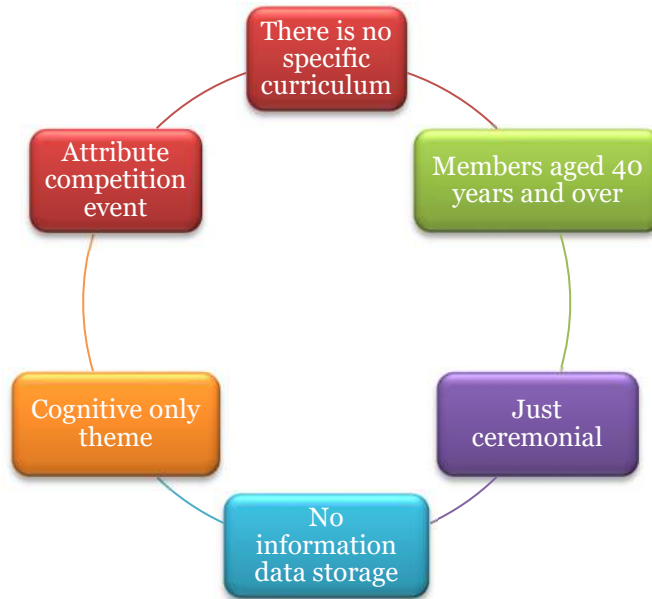 There is no
specific
curriculum
Members aged 40
years and over
Just
ceremonial
No
information
data storage
Cognitive only
theme
Attribute
competition
event